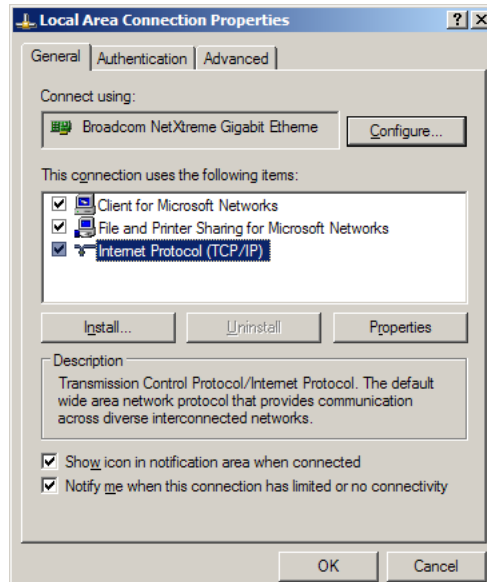 Local Area Connection Properties
General Authentication Advanced
Connect using:
Broadcom NetXtreme Gigabit Etheme
Configure...
This connection uses the following items:
Client for Microsoft Networks
File and Printer Sharing for Microsoft Networks
Internet Protocol (TCP/IP)
Install... Uninstall Properties
Description
Transmission Control Protocol/Internet Protocol. The default
wide area network protocol that provides communication
across diverse interconnected networks.
Show icon in notification area when connected
Notify me when this connection has limited or no connectivity
OK Cancel